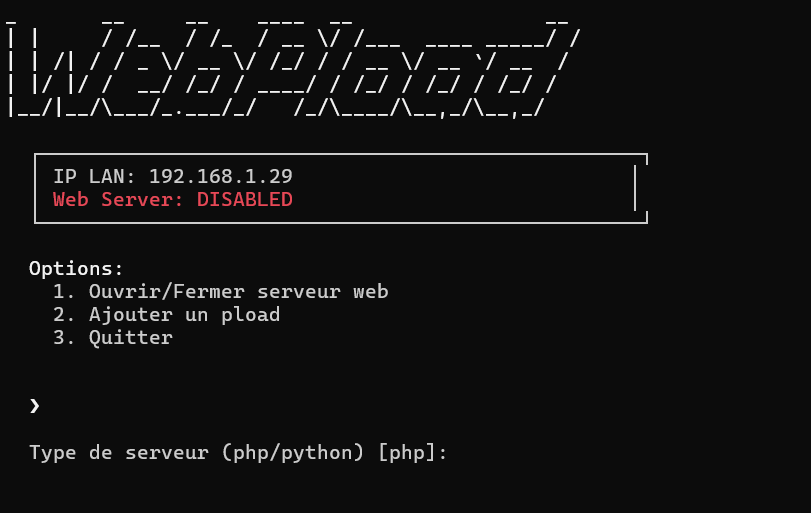 WebPload
IP LAN: 192.168.1.29
Web Server: DISABLED
Options:
1. Ouvrir/Fermer serveur web
2. Ajouter un pload
3. Quitter
❯
Type de serveur (php/python) [php]: